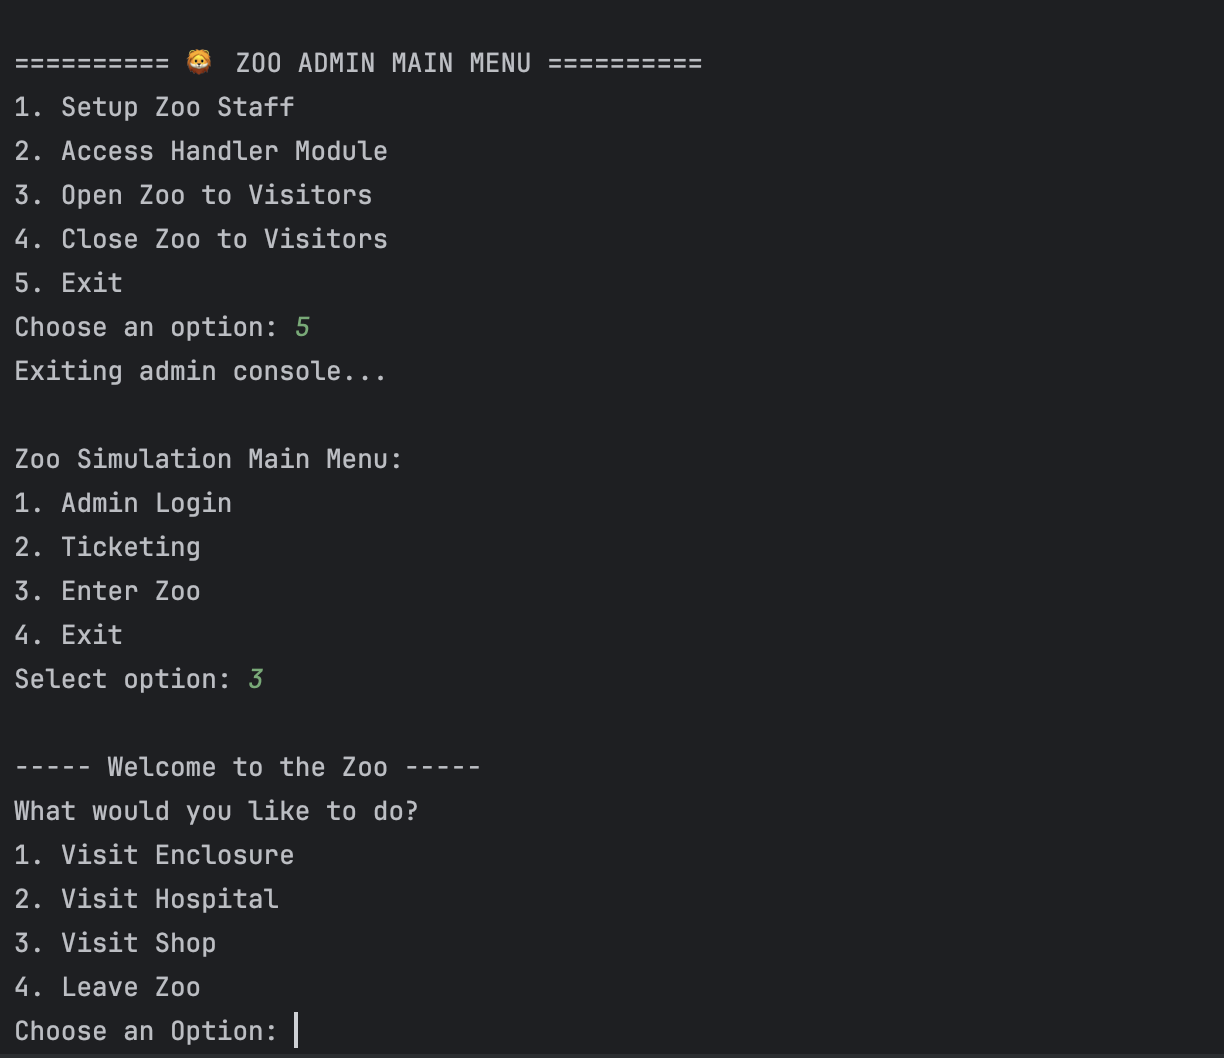 ========== 🦁 ZOO ADMIN MAIN MENU ==========
1. Setup Zoo Staff
2. Access Handler Module
3. Open Zoo to Visitors
4. Close Zoo to Visitors
5. Exit
Choose an option: 5
Exiting admin console...
Zoo Simulation Main Menu:
1. Admin Login
2. Ticketing
3. Enter Zoo
4. Exit
Select option: 3
----- Welcome to the Zoo -----
What would you like to do?
1. Visit Enclosure
2. Visit Hospital
3. Visit Shop
4. Leave Zoo
Choose an Option: